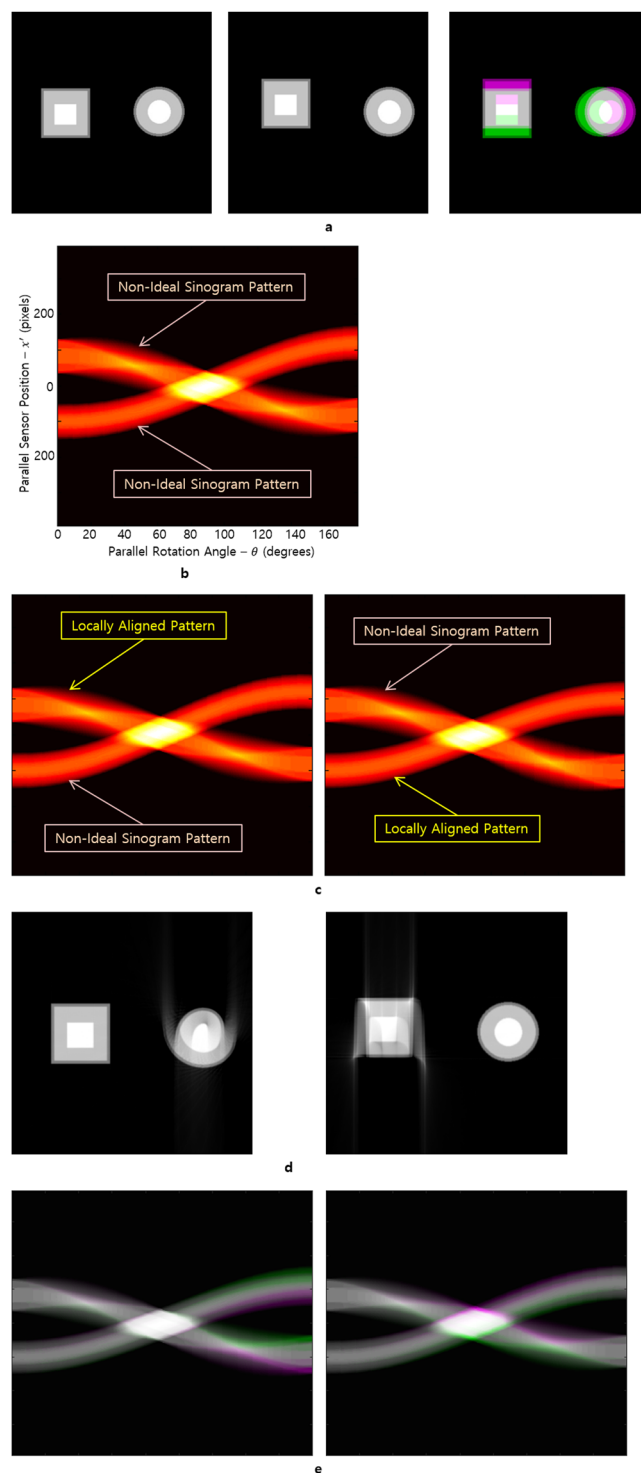 a
Non-Ideal Sinogram Pattern
Parallel Sensor Position – x′ (pixels)
200
0
200
Non-Ideal Sinogram Pattern
0 20 40 60 80 100 120 140 160
Parallel Rotation Angle – θ (degrees)
b
Locally Aligned Pattern
Non-Ideal Sinogram Pattern
Non-Ideal Sinogram Pattern
Locally Aligned Pattern
c
d
e